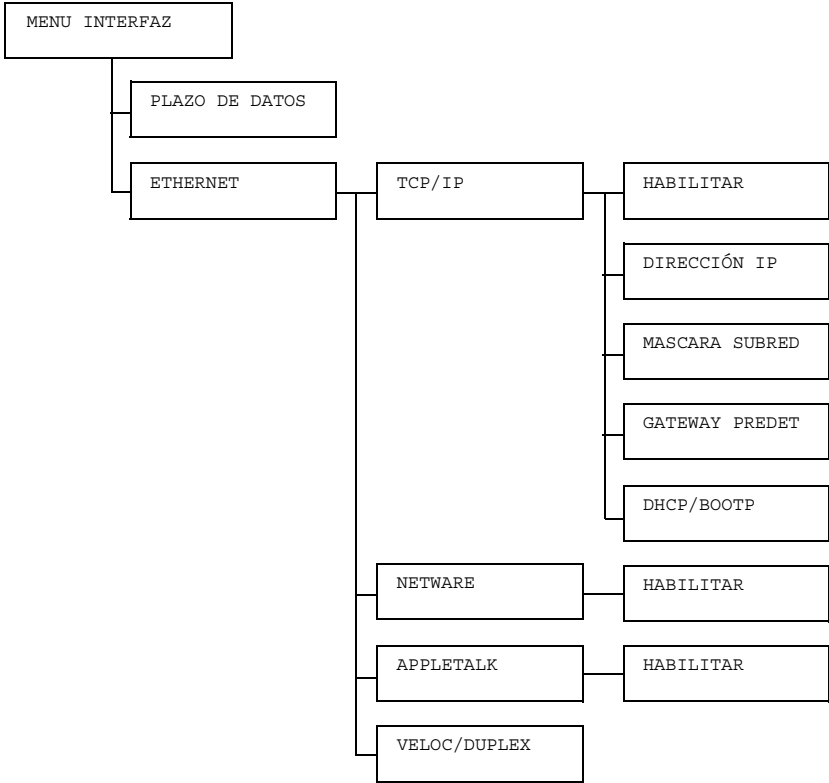 MENU INTERFAZ
PLAZO DE DATOS
ETHERNET
TCP/IP
HABILITAR
DIRECCIÓN IP
MASCARA SUBRED
GATEWAY PREDET
DHCP/BOOTP
NETWARE
HABILITAR
APPLETALK
HABILITAR
VELOC/DUPLEX